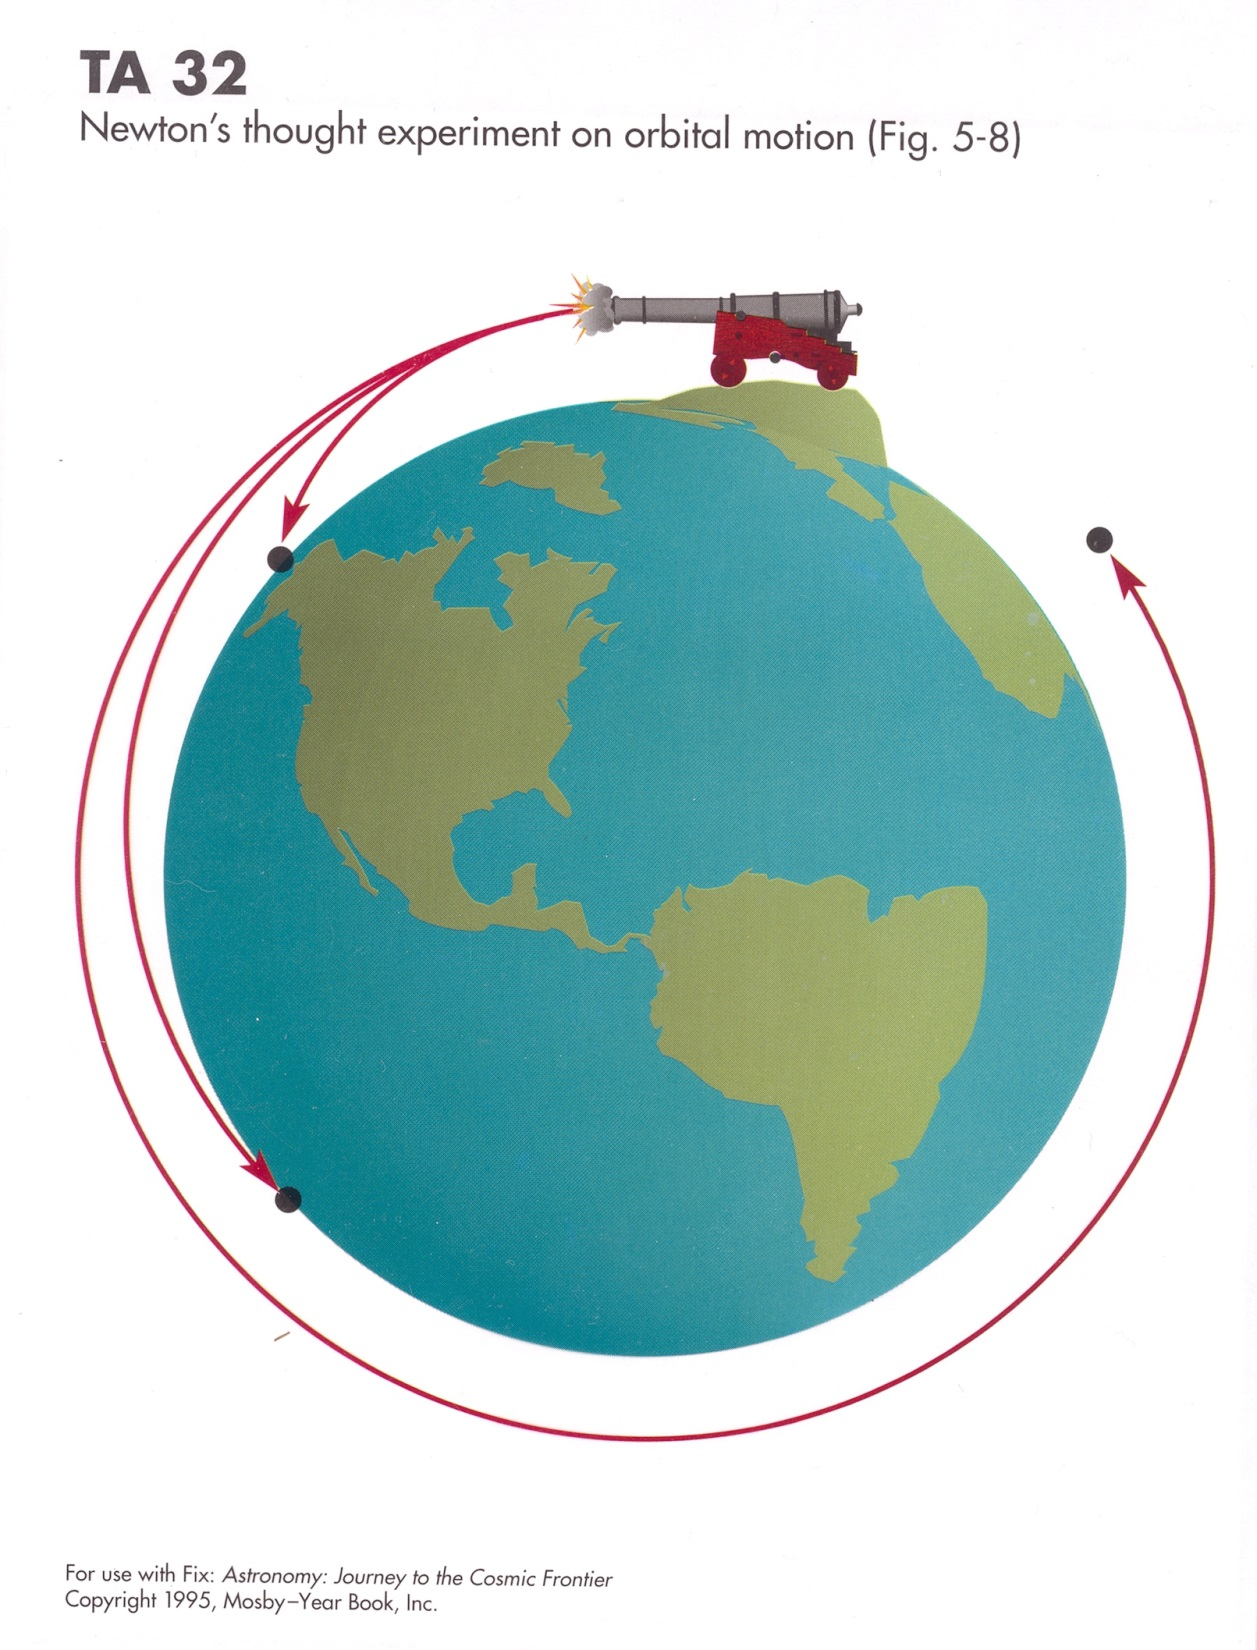 TA 32
Newton's thought experiment on orbital motion (Fig. 5-8)
For use with Fix: Astronomy: Journey to the Cosmic Frontier
Copyright 1995, Mosby–Year Book, Inc.